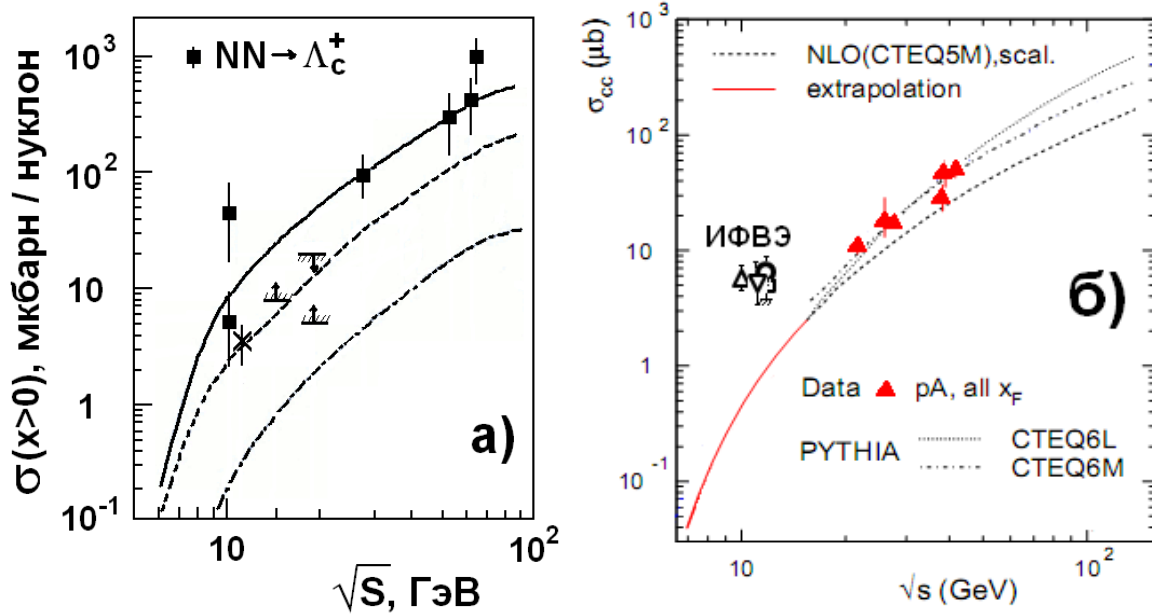 10³
10²
10
1
10⁻¹
σ(x>0), мкбарн / нуклон
NN→Λc⁺
а)
10
10²
√S, ГэВ
σcc (μb)
10³
10²
10
1
10⁻¹
NLO(CTEQ5M),scal.
extrapolation
ИФВЭ
б)
Data pA, all xF
PYTHIA
CTEQ6L
CTEQ6M
10
10²
√s (GeV)